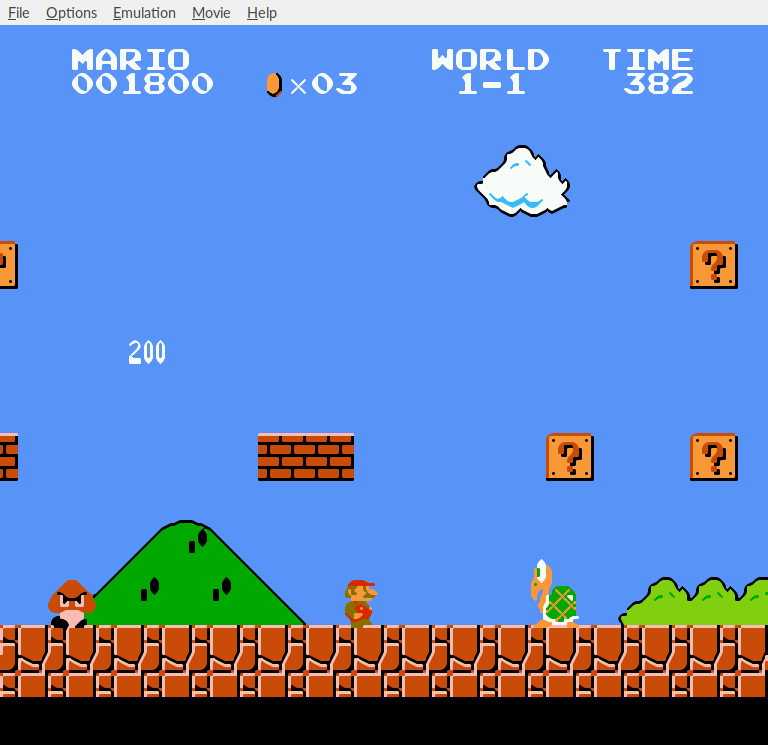 File Options Emulation Movie Help
MARIO WORLD TIME
001800 ×03 1-1 382
?
200
? ?